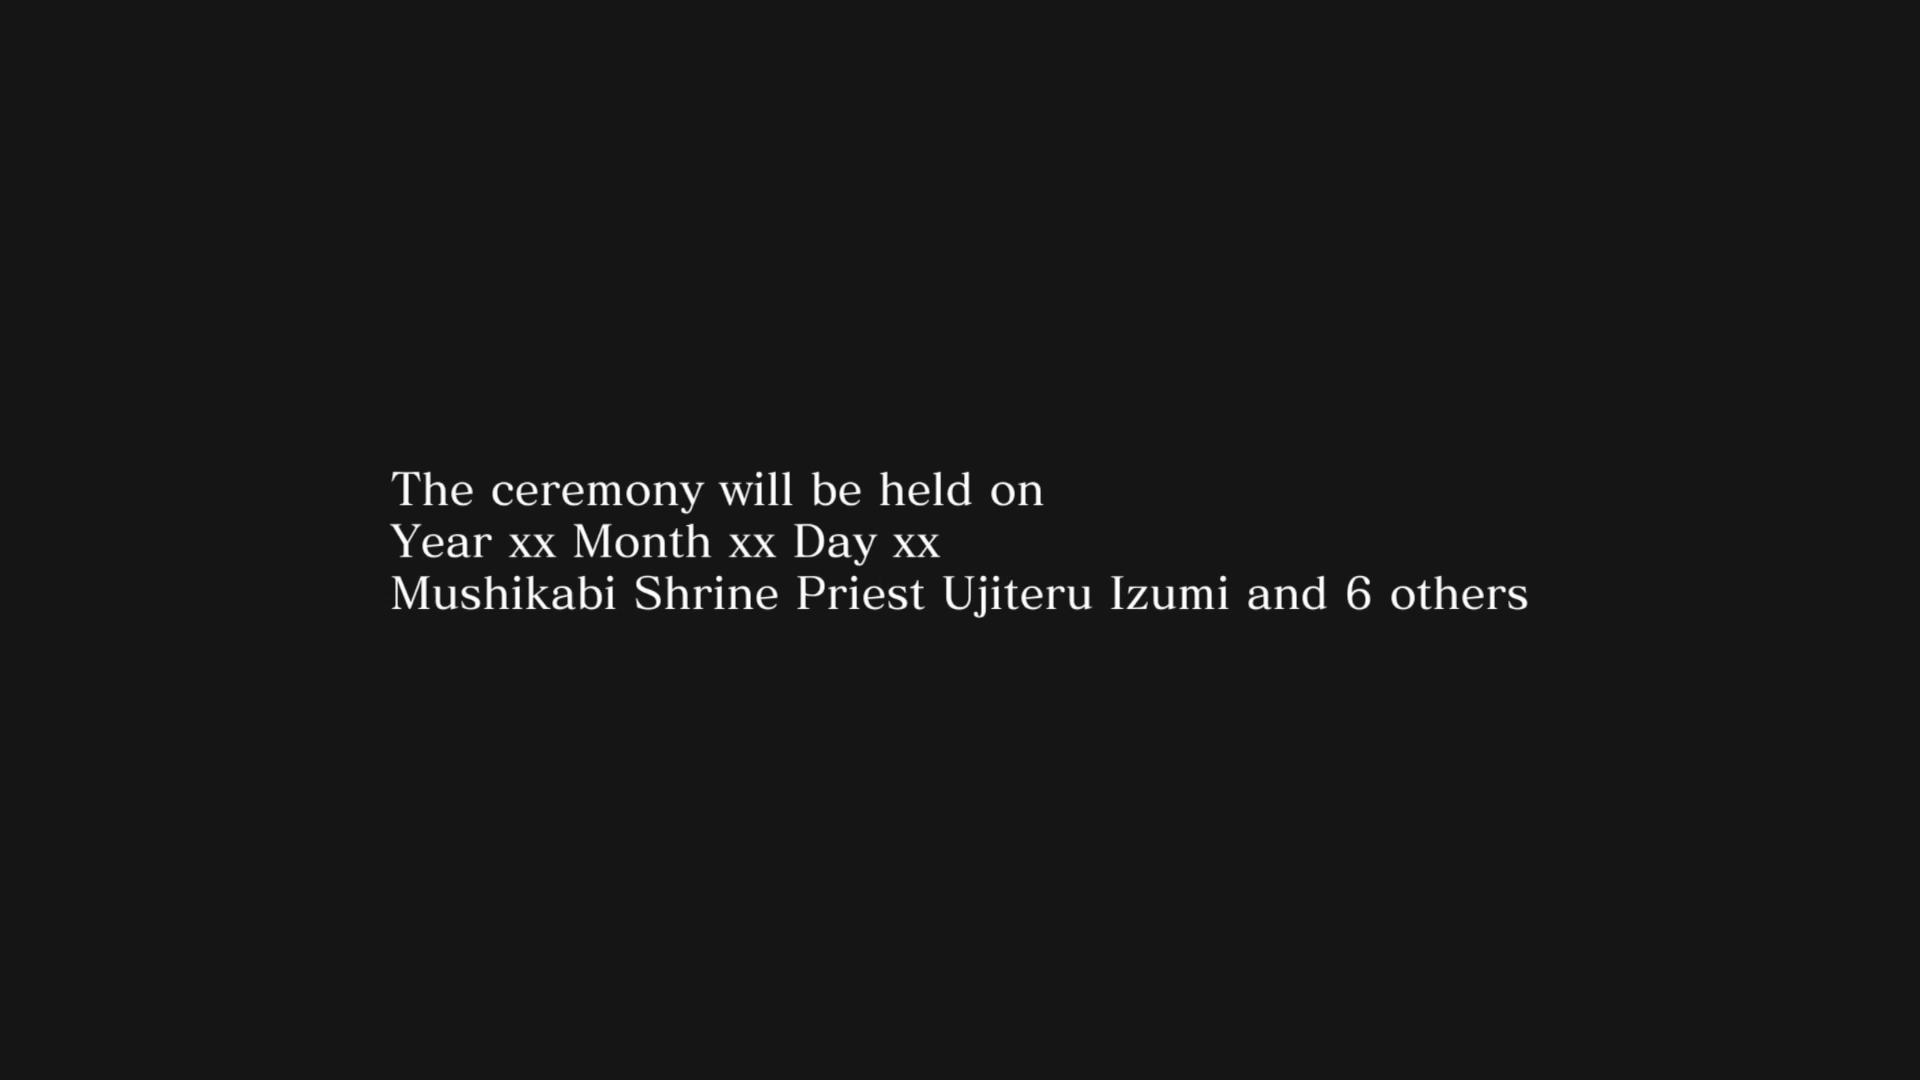 The ceremony will be held on
Year xx Month xx Day xx
Mushikabi Shrine Priest Ujiteru Izumi and 6 others